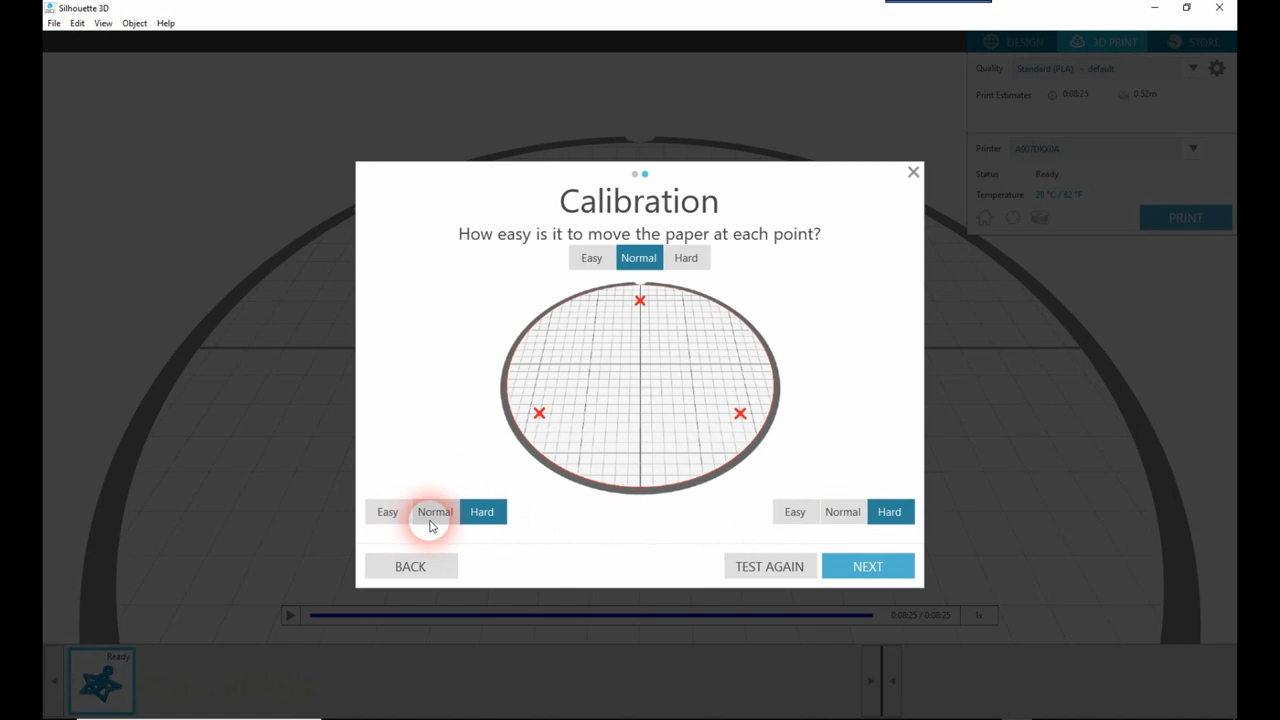 Silhouette 3D
File Edit View Object Help
DESIGN 3D PRINT STORE
Quality Standard (PLA) - default
Print Estimates 0:08:25 0.52m
Printer
Status Ready
Temperature 28 °C / 82 °F
PRINT
Calibration
How easy is it to move the paper at each point?
Easy Normal Hard
Easy Normal Hard
Easy Normal Hard
BACK TEST AGAIN NEXT
0:08:25 / 0:08:25 1x
Ready